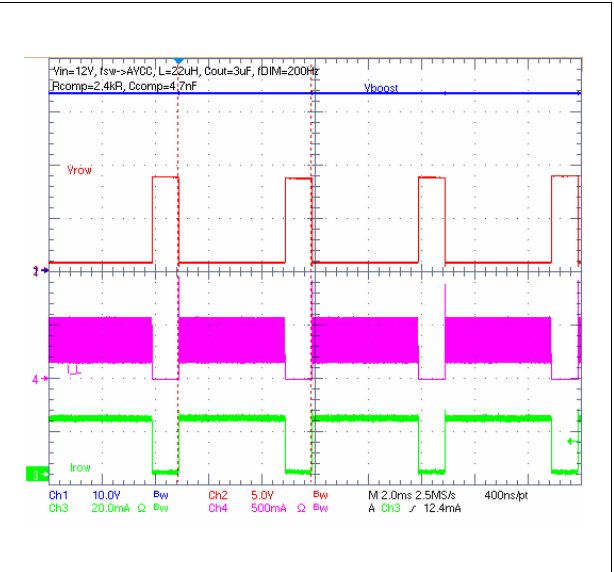 Vin=12V, fsw->AVCC, L=22uH, Cout=3uF, fDIM=200Hz
Rcomp=2.4kR, Ccomp=4.7nF
Vboost
Vrow
I_L
4
Irow
3
Ch1 10.0V Bw Ch2 5.0V Bw M 2.0ms 2.5MS/s 400ns/pt
Ch3 20.0mA Ω Bw Ch4 500mA Ω Bw A Ch3 / 12.4mA